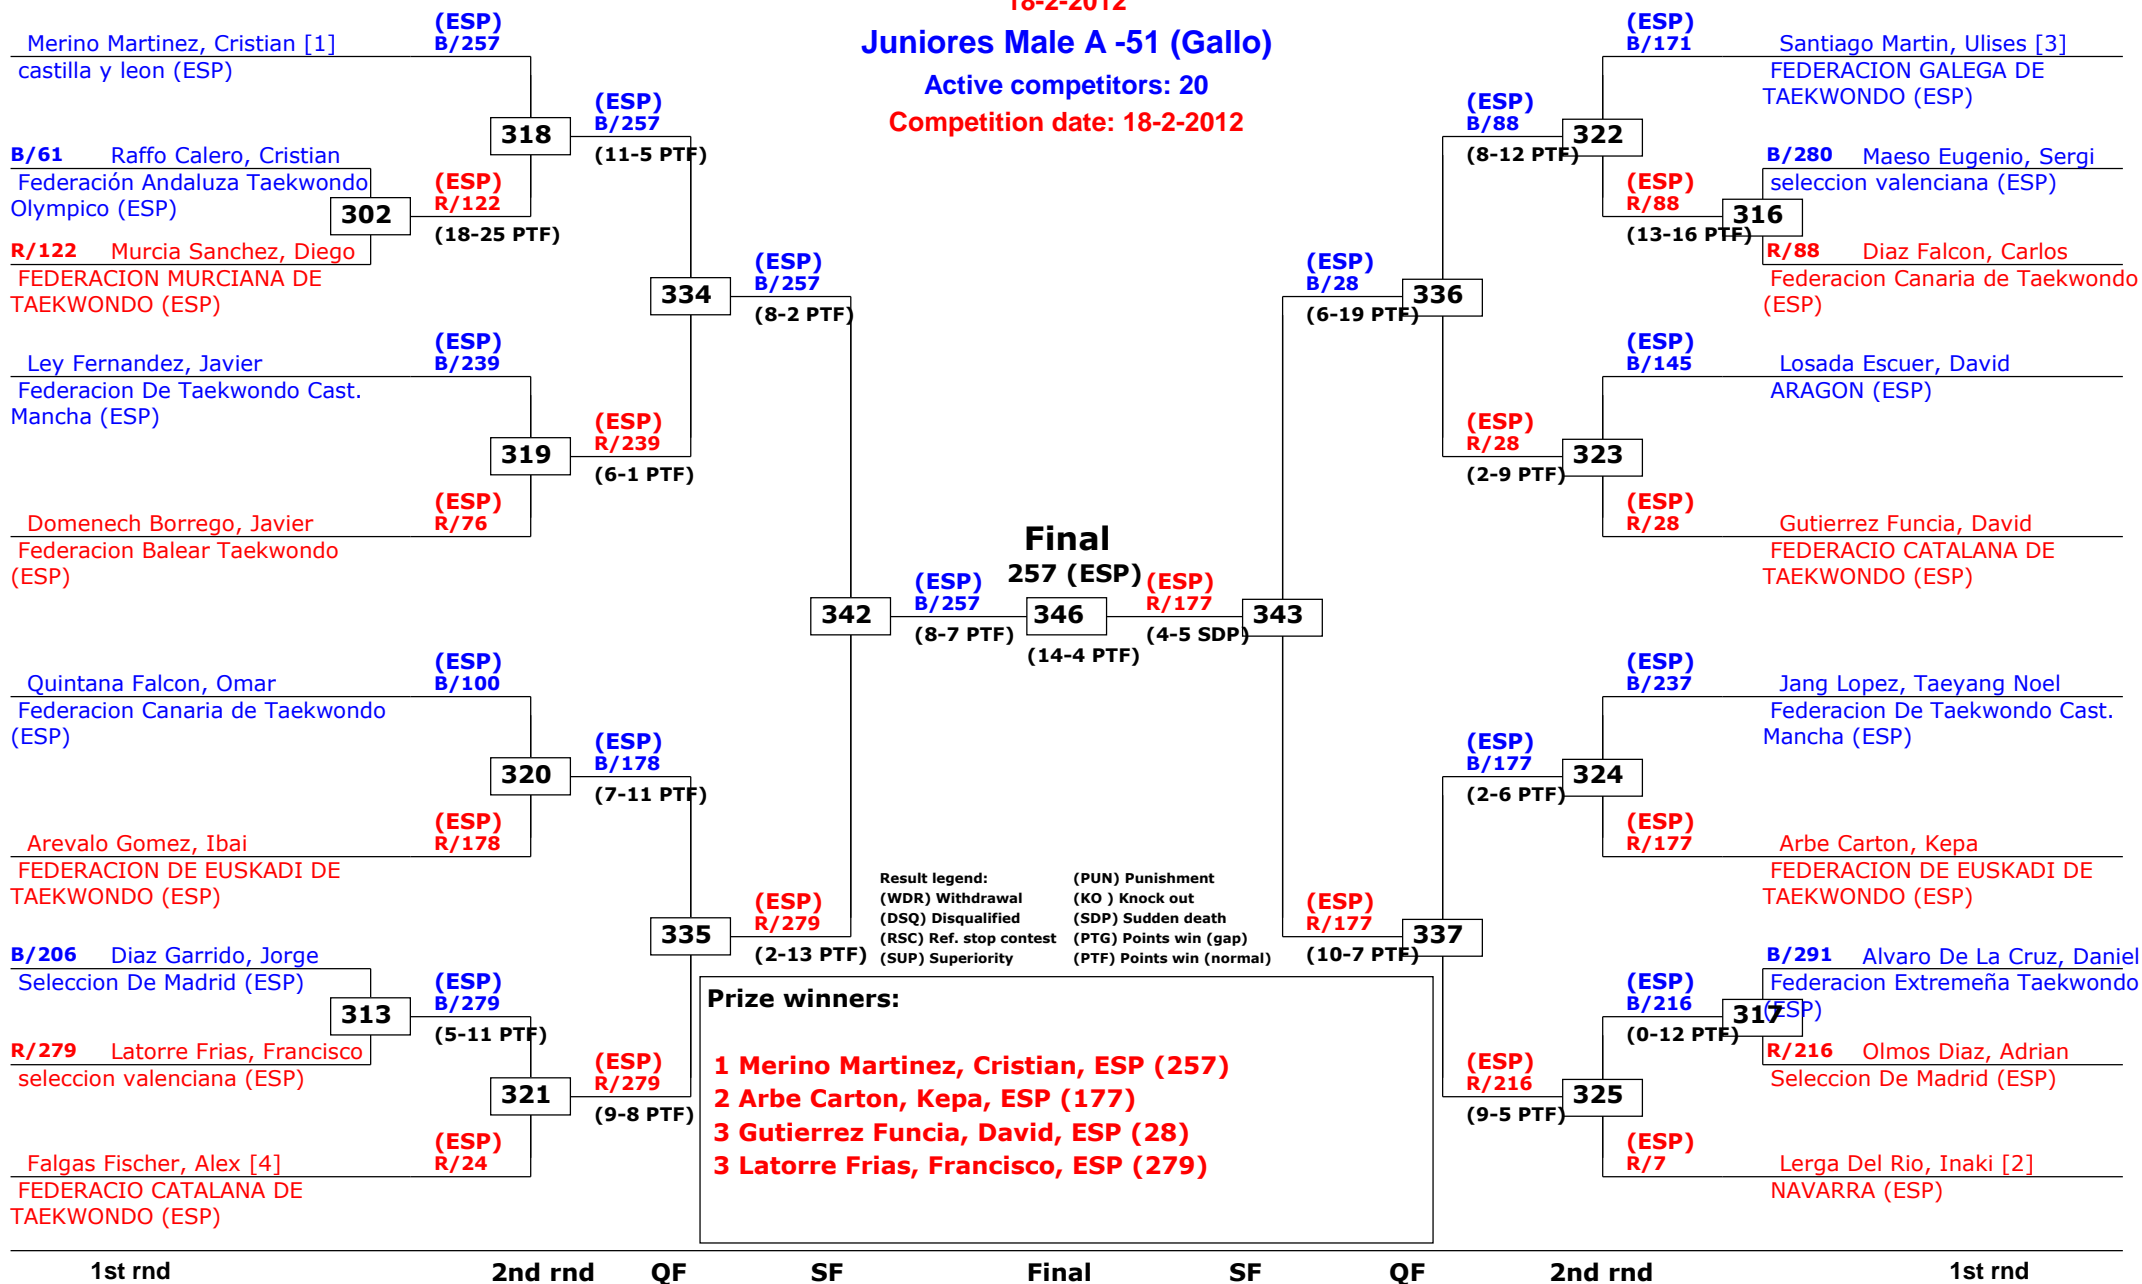 18-2-2012
Juniores Male A -51 (Gallo)
Active competitors: 20
Competition date: 18-2-2012
Merino Martinez, Cristian [1]
castilla y leon (ESP)
(ESP)
B/257
B/61 Raffo Calero, Cristian
Federación Andaluza Taekwondo
Olympico (ESP)
302
R/122 Murcia Sanchez, Diego
FEDERACION MURCIANA DE
TAEKWONDO (ESP)
(ESP)
R/122
(18-25 PTF)
318
(ESP)
B/257
(11-5 PTF)
Ley Fernandez, Javier
Federacion De Taekwondo Cast.
Mancha (ESP)
(ESP)
B/239
319
Domenech Borrego, Javier
Federacion Balear Taekwondo
(ESP)
(ESP)
R/76
(ESP)
R/239
(6-1 PTF)
334
(ESP)
B/257
(8-2 PTF)
Quintana Falcon, Omar
Federacion Canaria de Taekwondo
(ESP)
(ESP)
B/100
320
Arevalo Gomez, Ibai
FEDERACION DE EUSKADI DE
TAEKWONDO (ESP)
(ESP)
R/178
(ESP)
B/178
(7-11 PTF)
B/206 Diaz Garrido, Jorge
Seleccion De Madrid (ESP)
313
R/279 Latorre Frias, Francisco
seleccion valenciana (ESP)
(ESP)
B/279
(5-11 PTF)
321
Falgas Fischer, Alex [4]
FEDERACIO CATALANA DE
TAEKWONDO (ESP)
(ESP)
R/24
(ESP)
R/279
(9-8 PTF)
335
(ESP)
R/279
(2-13 PTF)
342
(ESP)
B/257
(8-7 PTF)
Final
257 (ESP)
346
(14-4 PTF)
(ESP)
R/177
(4-5 SDP)
343
(ESP)
B/28
(6-19 PTF)
336
(ESP)
B/88
(8-12 PTF)
322
(ESP)
B/171
Santiago Martin, Ulises [3]
FEDERACION GALEGA DE
TAEKWONDO (ESP)
B/280 Maeso Eugenio, Sergi
seleccion valenciana (ESP)
(ESP)
R/88
(13-16 PTF)
316
R/88 Diaz Falcon, Carlos
Federacion Canaria de Taekwondo
(ESP)
(ESP)
B/145
Losada Escuer, David
ARAGON (ESP)
(ESP)
R/28
(2-9 PTF)
323
(ESP)
R/28
Gutierrez Funcia, David
FEDERACIO CATALANA DE
TAEKWONDO (ESP)
(ESP)
B/237
Jang Lopez, Taeyang Noel
Federacion De Taekwondo Cast.
Mancha (ESP)
(ESP)
B/177
(2-6 PTF)
324
(ESP)
R/177
Arbe Carton, Kepa
FEDERACION DE EUSKADI DE
TAEKWONDO (ESP)
(ESP)
R/177
(10-7 PTF)
337
B/291 Alvaro De La Cruz, Daniel
Federacion Extremeña Taekwondo
(ESP)
(ESP)
B/216
(0-12 PTF)
317
R/216 Olmos Diaz, Adrian
Seleccion De Madrid (ESP)
(ESP)
R/216
(9-5 PTF)
325
(ESP)
R/7
Lerga Del Rio, Inaki [2]
NAVARRA (ESP)
Result legend: (PUN) Punishment
(WDR) Withdrawal (KO ) Knock out
(DSQ) Disqualified (SDP) Sudden death
(RSC) Ref. stop contest (PTG) Points win (gap)
(SUP) Superiority (PTF) Points win (normal)
Prize winners:
1 Merino Martinez, Cristian, ESP (257)
2 Arbe Carton, Kepa, ESP (177)
3 Gutierrez Funcia, David, ESP (28)
3 Latorre Frias, Francisco, ESP (279)
1st rnd 2nd rnd QF SF Final SF QF 2nd rnd 1st rnd